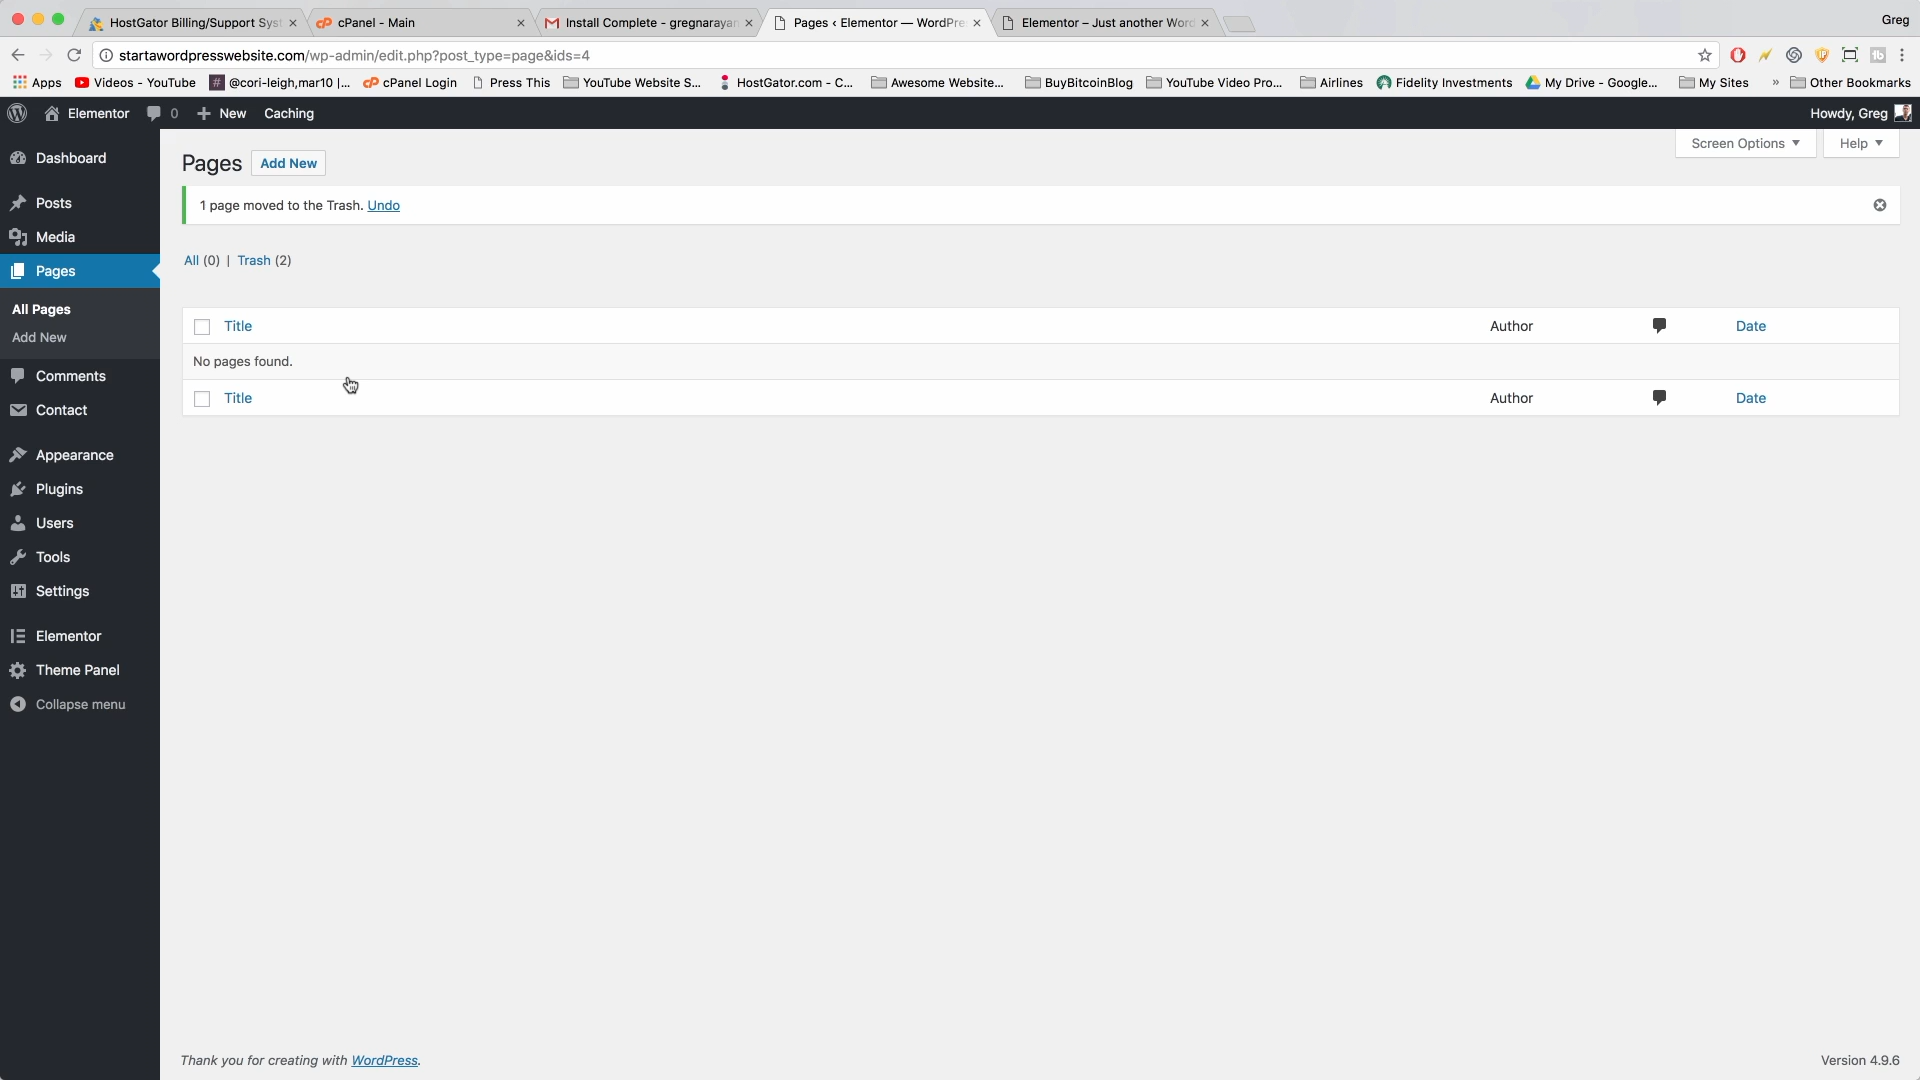 HostGator Billing/Support Syst
cPanel - Main
Install Complete - gregnarayan
Pages ‹ Elementor — WordPre
Elementor – Just another Word
Greg
startawordpresswebsite.com/wp-admin/edit.php?post_type=page&ids=4
Apps
Videos - YouTube
@cori-leigh,mar10 |...
cPanel Login
Press This
YouTube Website S...
HostGator.com - C...
Awesome Website...
BuyBitcoinBlog
YouTube Video Pro...
Airlines
Fidelity Investments
My Drive - Google...
My Sites
»
Other Bookmarks
Elementor
0
New
Caching
Howdy, Greg
Dashboard
Posts
Media
Pages
All Pages
Add New
Comments
Contact
Appearance
Plugins
Users
Tools
Settings
Elementor
Theme Panel
Collapse menu
Screen Options
Help
Pages
Add New
1 page moved to the Trash. Undo
All (0) | Trash (2)
Title Author Date
No pages found.
Title Author Date
Thank you for creating with WordPress.
Version 4.9.6